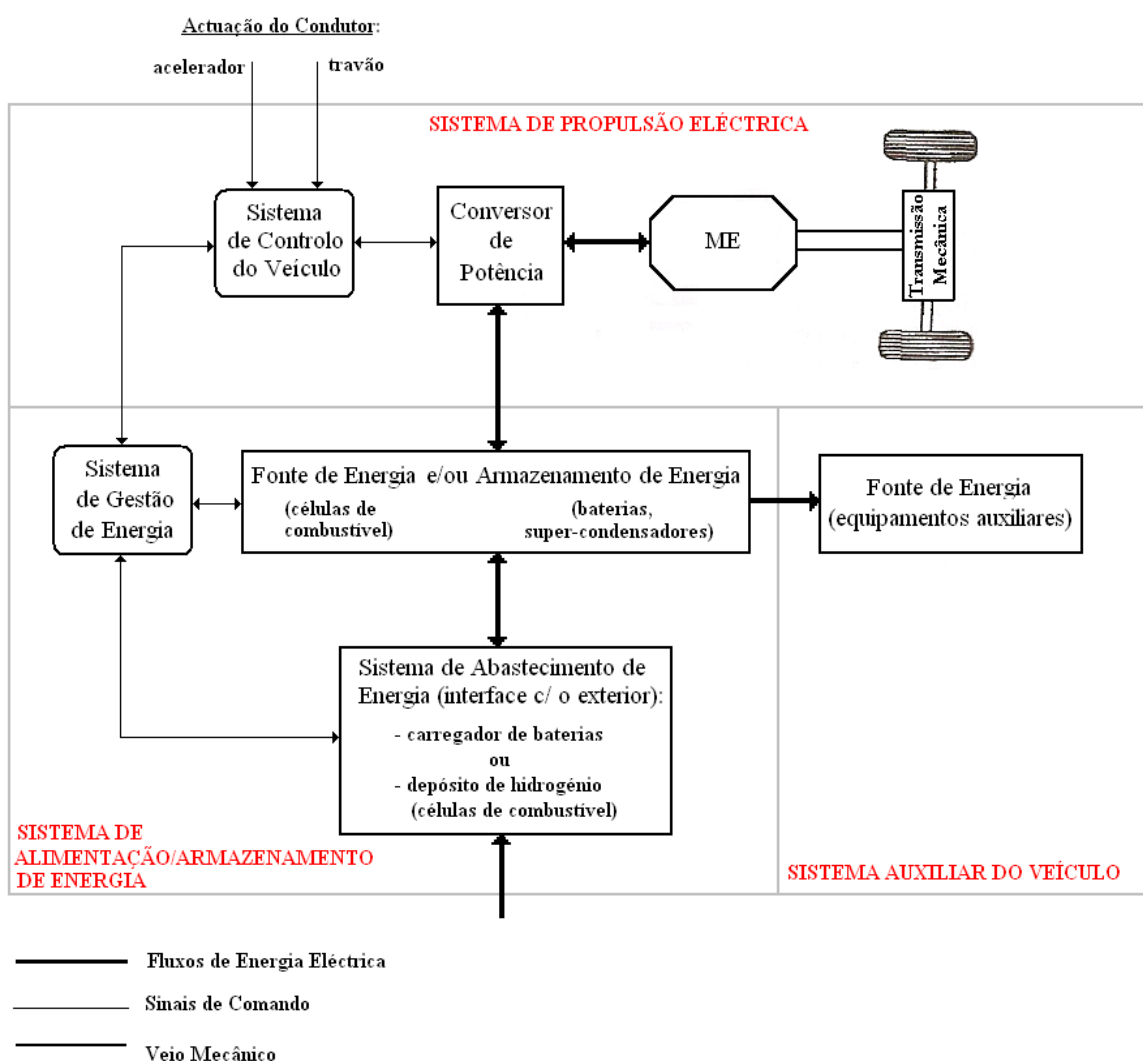 Actuação do Condutor:
acelerador
travão
SISTEMA DE PROPULSÃO ELÉCTRICA
Sistema
de Controlo
do Veículo
Conversor
de
Potência
ME
Transmissão
Mecânica
Sistema
de Gestão
de Energia
Fonte de Energia e/ou Armazenamento de Energia
(células de
combustível)
(baterias,
super-condensadores)
Fonte de Energia
(equipamentos auxiliares)
Sistema de Abastecimento de
Energia (interface c/ o exterior):
- carregador de baterias
ou
- depósito de hidrogénio
(células de combustível)
SISTEMA DE
ALIMENTAÇÃO/ARMAZENAMENTO
DE ENERGIA
SISTEMA AUXILIAR DO VEÍCULO
Fluxos de Energia Eléctrica
Sinais de Comando
Veio Mecânico